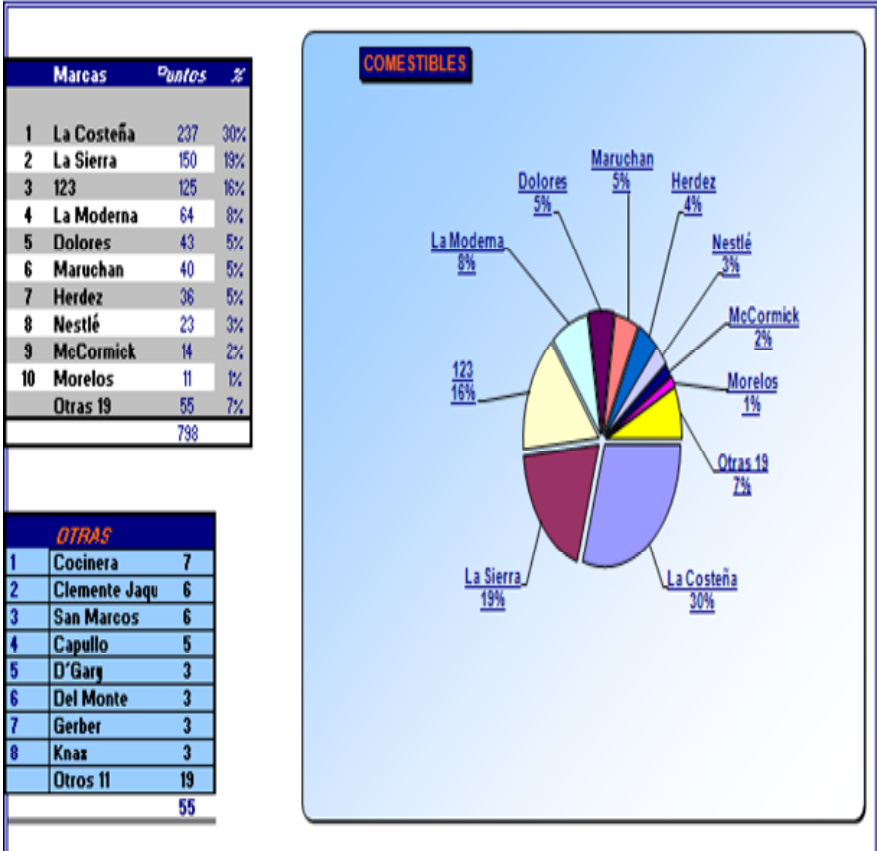 Marcas Puntos %
1 La Costeña 237 30%
2 La Sierra 150 19%
3 123 125 16%
4 La Moderna 64 8%
5 Dolores 43 5%
6 Maruchan 40 5%
7 Herdez 36 5%
8 Nestlé 23 3%
9 McCormick 14 2%
10 Morelos 11 1%
Otras 19 55 7%
798
OTRAS
1 Cocinera 7
2 Clemente Jaqu 6
3 San Marcos 6
4 Capullo 5
5 D´Gary 3
6 Del Monte 3
7 Gerber 3
8 Knax 3
Otros 11 19
55
COMESTIBLES
Maruchan
5%
Dolores
5%
Herdez
4%
La Moderna
8%
Nestlé
3%
McCormick
2%
123
16%
Morelos
1%
Otras 19
7%
La Sierra
19%
La Costeña
30%